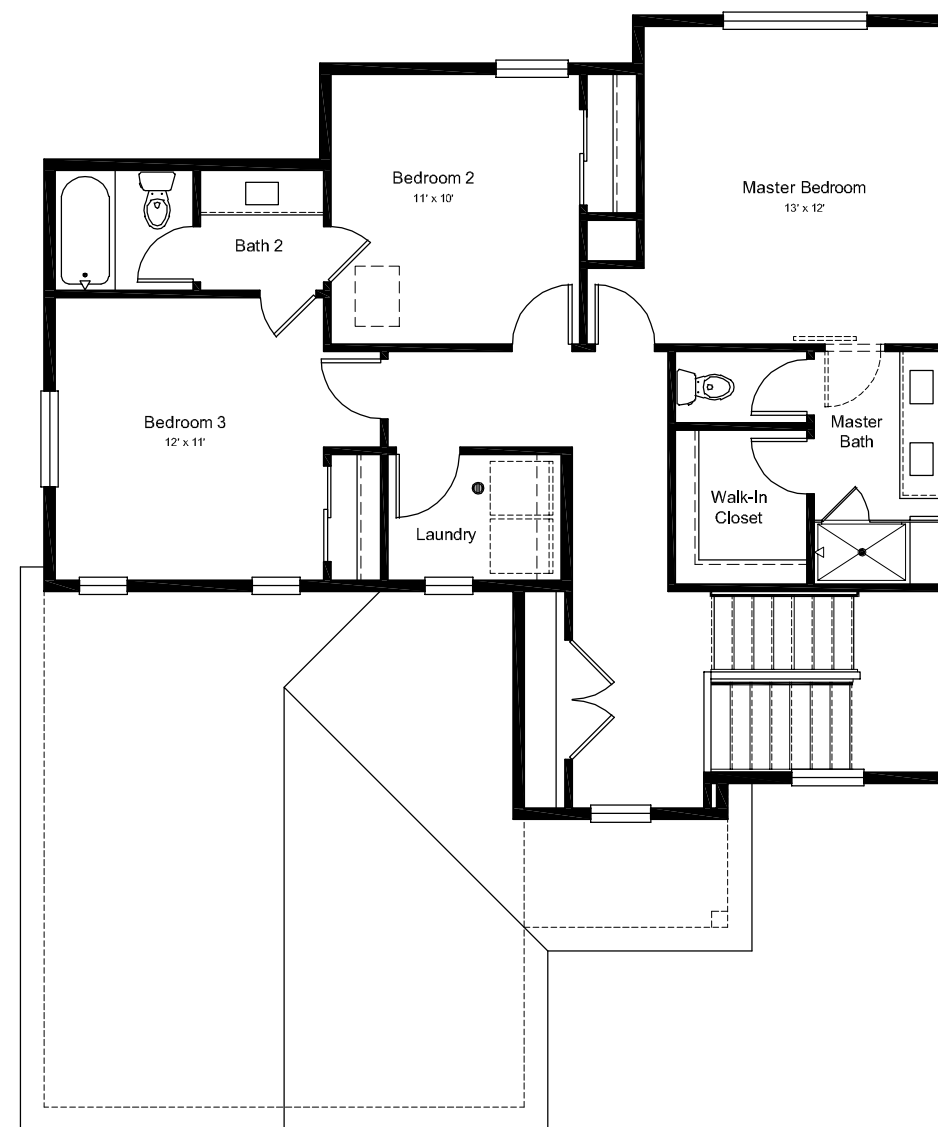 Bedroom 2
11' x 10'
Master Bedroom
13' x 12'
Bath 2
Bedroom 3
12' x 11'
Master
Bath
Walk-In
Closet
Laundry